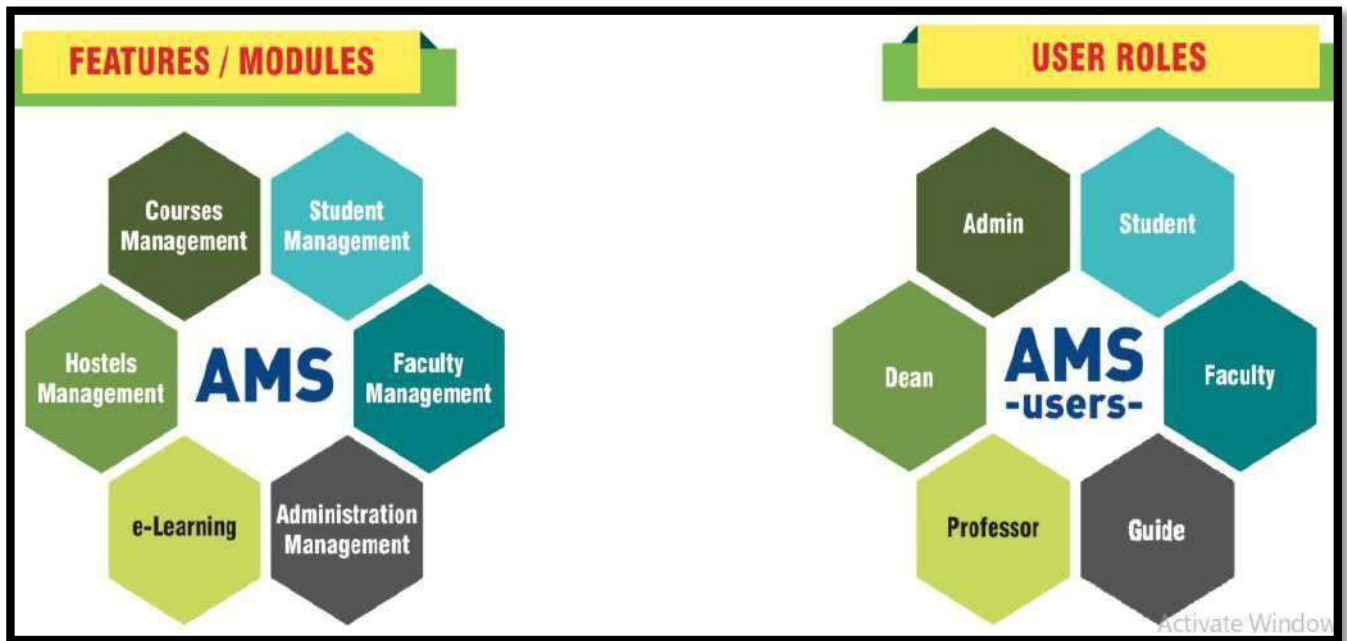 FEATURES / MODULES
Courses
Management
Student
Management
Hostels
Management
AMS
Faculty
Management
e-Learning
Administration
Management
USER ROLES
Admin
Student
Dean
AMS
-users-
Faculty
Professor
Guide
Activate Window